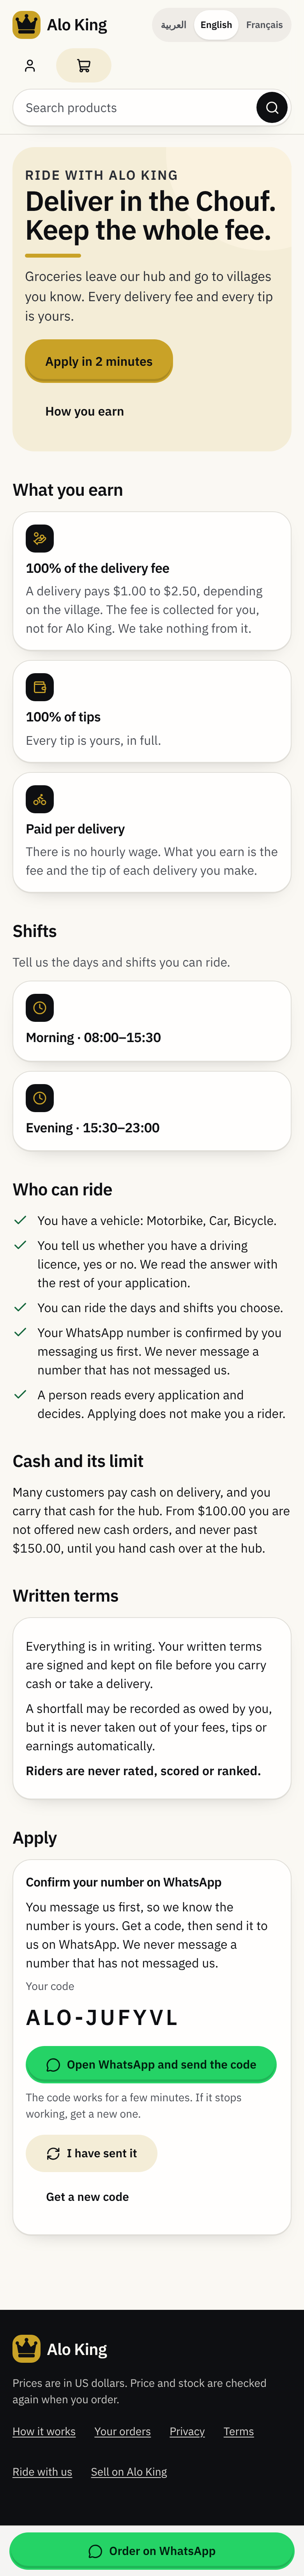 Alo King
العربية
English
Français
Search products
RIDE WITH ALO KING
Deliver in the Chouf.
Keep the whole fee.
Groceries leave our hub and go to villages
you know. Every delivery fee and every tip
is yours.
Apply in 2 minutes
How you earn
What you earn
100% of the delivery fee
A delivery pays $1.00 to $2.50, depending
on the village. The fee is collected for you,
not for Alo King. We take nothing from it.
100% of tips
Every tip is yours, in full.
Paid per delivery
There is no hourly wage. What you earn is the
fee and the tip of each delivery you make.
Shifts
Tell us the days and shifts you can ride.
Morning · 08:00–15:30
Evening · 15:30–23:00
Who can ride
You have a vehicle: Motorbike, Car, Bicycle.
You tell us whether you have a driving
licence, yes or no. We read the answer with
the rest of your application.
You can ride the days and shifts you choose.
Your WhatsApp number is confirmed by you
messaging us first. We never message a
number that has not messaged us.
A person reads every application and
decides. Applying does not make you a rider.
Cash and its limit
Many customers pay cash on delivery, and you
carry that cash for the hub. From $100.00 you are
not offered new cash orders, and never past
$150.00, until you hand cash over at the hub.
Written terms
Everything is in writing. Your written terms
are signed and kept on file before you carry
cash or take a delivery.
A shortfall may be recorded as owed by you,
but it is never taken out of your fees, tips or
earnings automatically.
Riders are never rated, scored or ranked.
Apply
Confirm your number on WhatsApp
You message us first, so we know the
number is yours. Get a code, then send it to
us on WhatsApp. We never message a
number that has not messaged us.
Your code
ALO-JUFYVL
Open WhatsApp and send the code
The code works for a few minutes. If it stops
working, get a new one.
I have sent it
Get a new code
Alo King
Prices are in US dollars. Price and stock are checked
again when you order.
How it works
Your orders
Privacy
Terms
Ride with us
Sell on Alo King
Order on WhatsApp